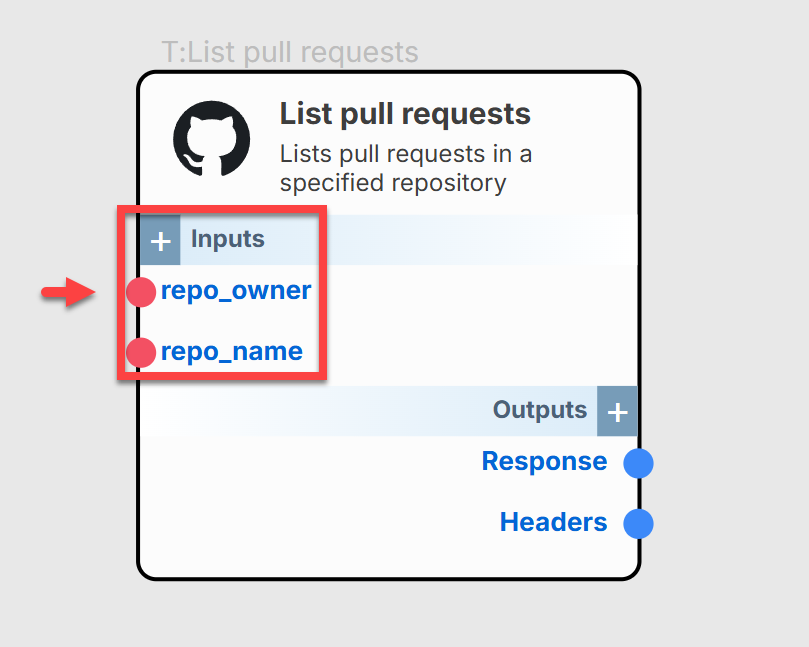 T:List pull requests
List pull requests
Lists pull requests in a
specified repository
+ Inputs
repo_owner
repo_name
Outputs +
Response
Headers